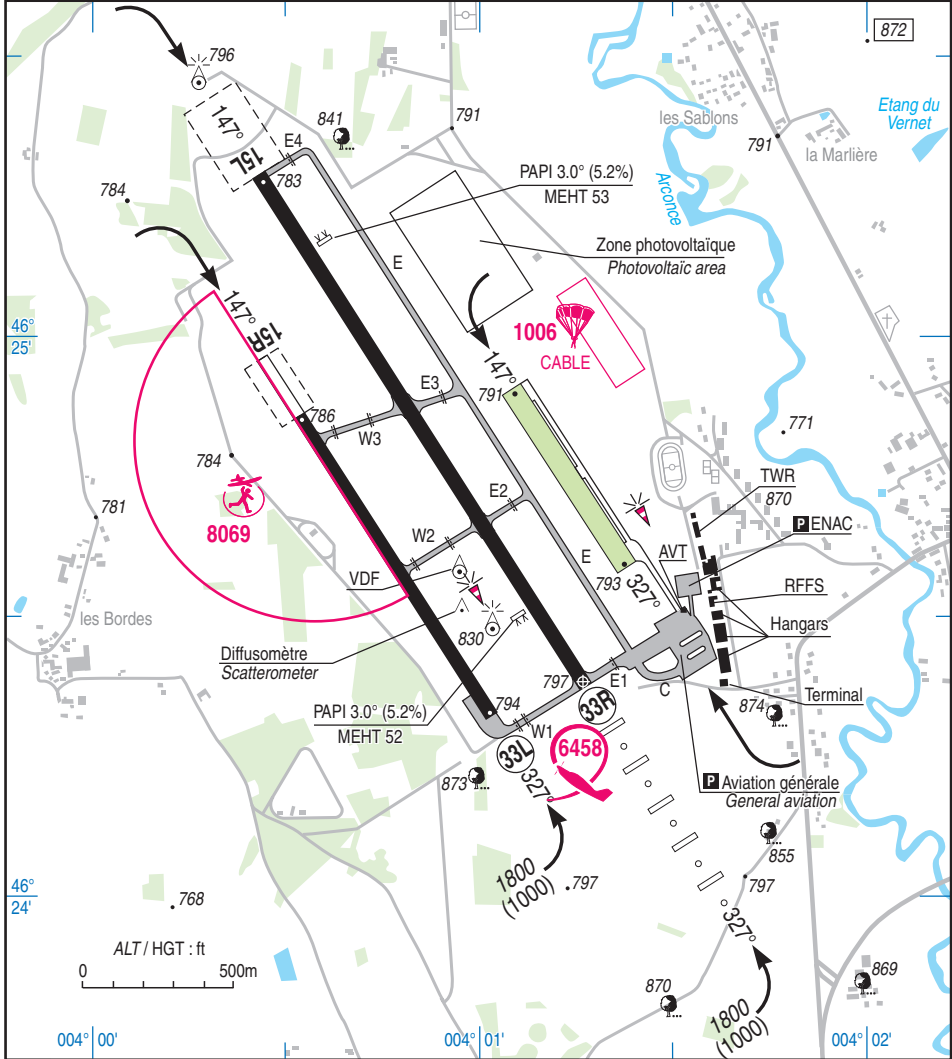 796
872
147°
15L
841
E4
783
791
les Sablons
791
la Marlière
Etang du
Vernet
784
PAPI 3.0° (5.2%)
MEHT 53
Arconce
E
Zone photovoltaïque
Photovoltaïc area
147°
15R
46°
25'
1006
CABLE
147°
791
E3
786
W3
784
771
8069
781
E2
W2
TWR
870
P ENAC
VDF
E
AVT
793
327°
RFFS
Hangars
les Bordes
830
Diffusomètre
Scatterometer
797
E1
C
Terminal
794
33R
PAPI 3.0° (5.2%)
MEHT 52
W1
33L
6458
874
873
327°
P Aviation générale
General aviation
855
1800
(1000)
797
797
46°
24'
768
327°
ALT / HGT : ft
0
500m
869
870
1800
(1000)
004° 00'
004° 01'
004° 02'